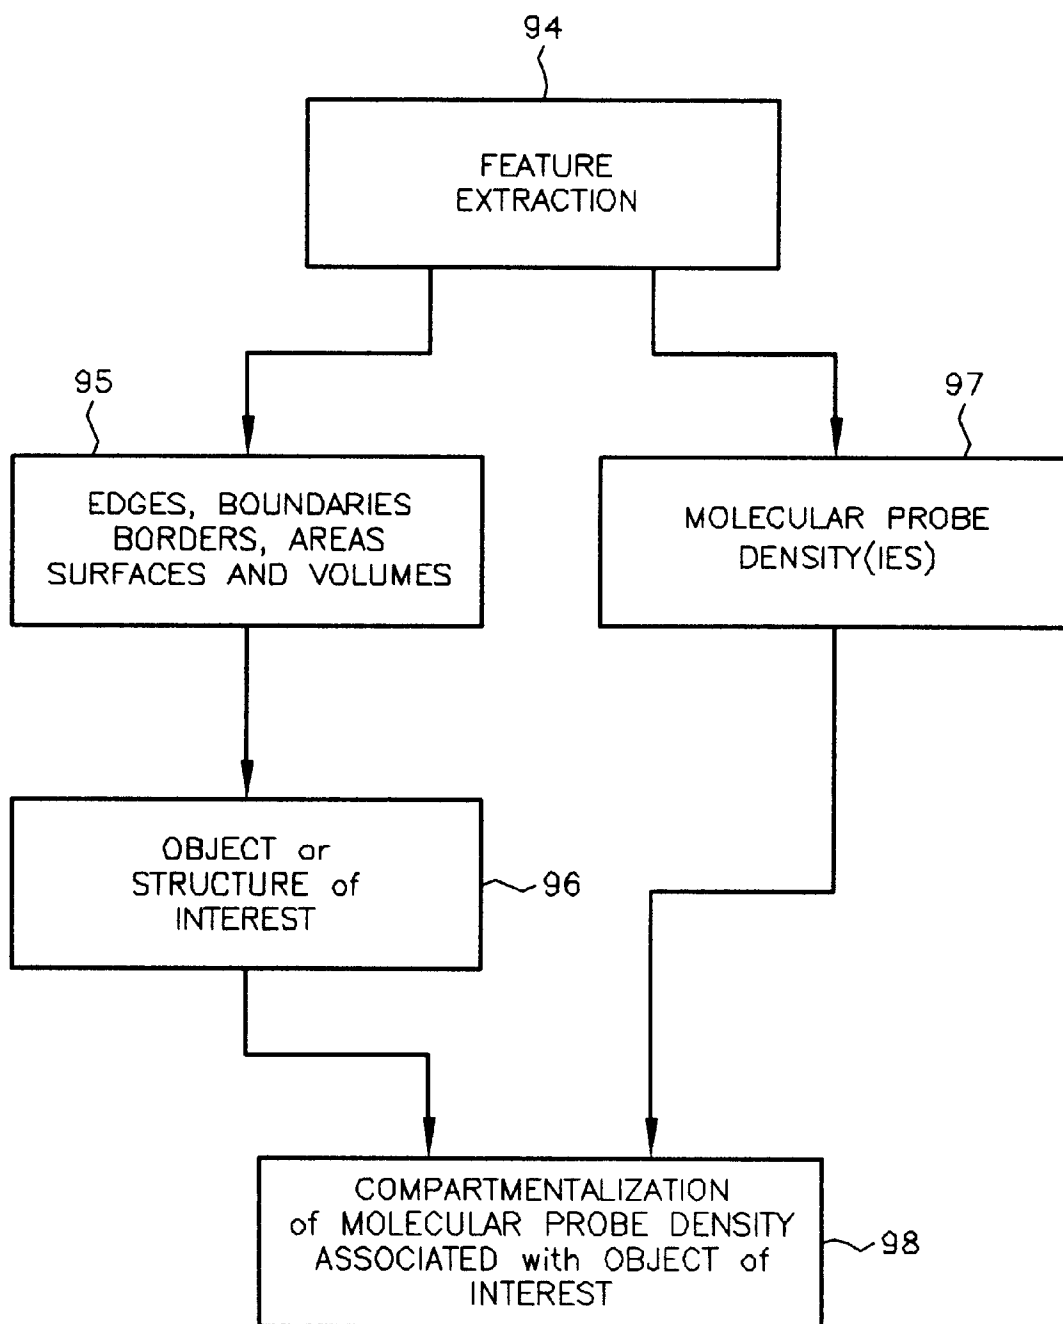 94
FEATURE
EXTRACTION
95
EDGES, BOUNDARIES
BORDERS, AREAS
SURFACES AND VOLUMES
97
MOLECULAR PROBE
DENSITY(IES)
OBJECT or
STRUCTURE of
INTEREST
96
COMPARTMENTALIZATION
of MOLECULAR PROBE DENSITY
ASSOCIATED with OBJECT of
INTEREST
98